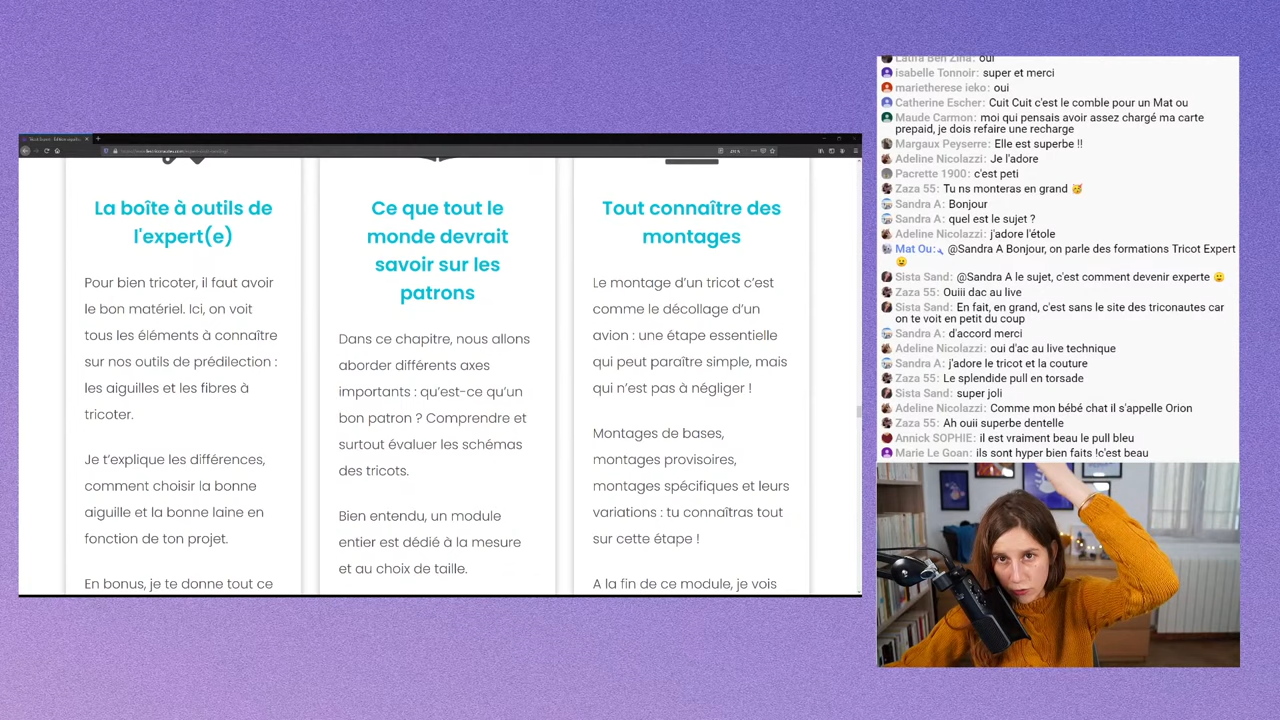 La boîte à outils de
l'expert(e)
Pour bien tricoter, il faut avoir
le bon matériel. Ici, on voit
tous les éléments à connaître
sur nos outils de prédilection :
les aiguilles et les fibres à
tricoter.
Je t’explique les différences,
comment choisir la bonne
aiguille et la bonne laine en
fonction de ton projet.
En bonus, je te donne tout ce
Ce que tout le
monde devrait
savoir sur les
patrons
Dans ce chapitre, nous allons
aborder différents axes
importants : qu’est-ce qu’un
bon patron ? Comprendre et
surtout évaluer les schémas
des tricots.
Bien entendu, un module
entier est dédié à la mesure
et au choix de taille.
Tout connaître des
montages
Le montage d’un tricot c’est
comme le décollage d’un
avion : une étape essentielle
qui peut paraître simple, mais
qui n’est pas à négliger !
Montages de bases,
montages provisoires,
montages spécifiques et leurs
variations : tu connaîtras tout
sur cette étape !
A la fin de ce module, je vois
Latifa Ben Zina: oui
isabelle Tonnoir: super et merci
mariethérese ieko: oui
Catherine Escher: Cuit Cuit c'est le comble pour un Mat ou
Maude Carmon: moi qui pensais avoir assez chargé ma carte
prepaid, je dois refaire une recharge
Margaux Peyserre: Elle est superbe !!
Adeline Nicolazzi: Je l'adore
Pacrette 1900: c'est peti
Zaza 55: Tu ns monteras en grand 🥳
Sandra A: Bonjour
Sandra A: quel est le sujet ?
Adeline Nicolazzi: j'adore l'étole
Mat Ou: @Sandra A Bonjour, on parle des formations Tricot Expert
Sista Sand: @Sandra A le sujet, c'est comment devenir experte
Zaza 55: Ouiii dac au live
Sista Sand: En fait, en grand, c'est sans le site des triconautes car
on te voit en petit du coup
Sandra A: d'accord merci
Adeline Nicolazzi: oui d'ac au live technique
Sandra A: j'adore le tricot et la couture
Zaza 55: Le splendide pull en torsade
Sista Sand: super joli
Adeline Nicolazzi: Comme mon bébé chat il s'appelle Orion
Zaza 55: Ah ouii superbe dentelle
Annick SOPHIE: il est vraiment beau le pull bleu
Marie Le Goan: ils sont hyper bien faits !c'est beau